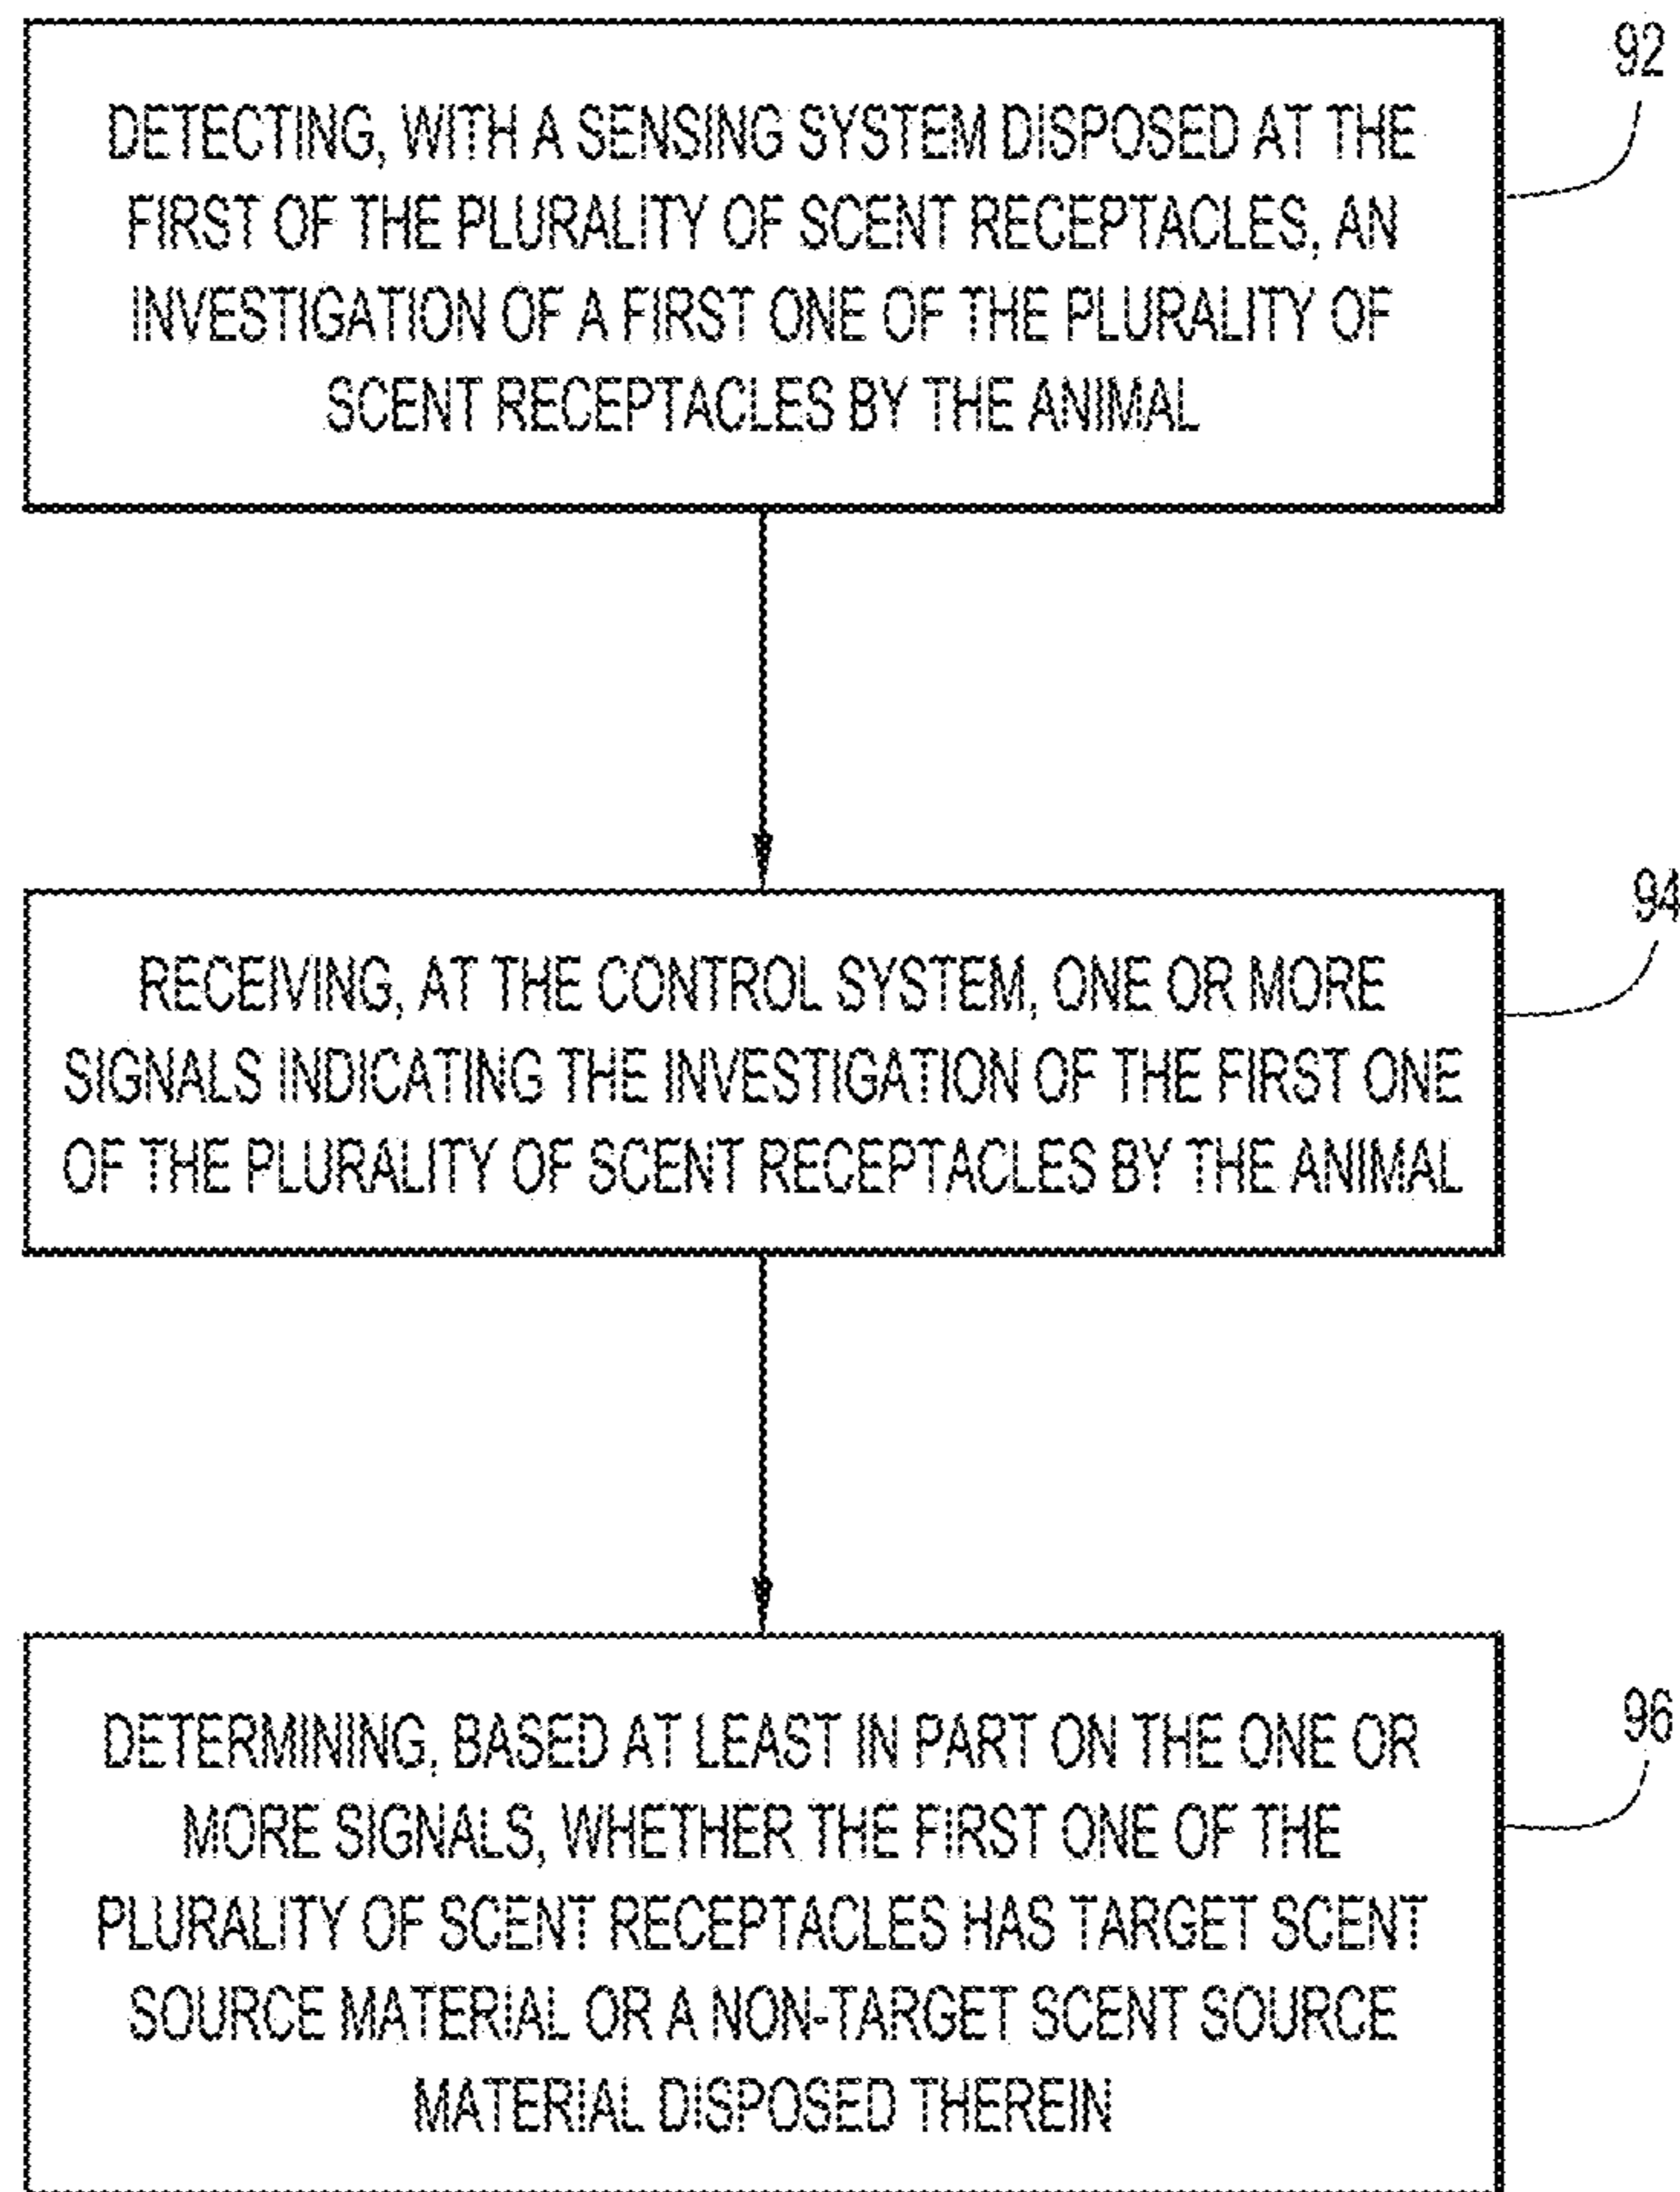 DETECTING, WITH A SENSING SYSTEM DISPOSED AT THE
FIRST OF THE PLURALITY OF SCENT RECEPTACLES, AN
INVESTIGATION OF A FIRST ONE OF THE PLURALITY OF
SCENT RECEPTACLES BY THE ANIMAL
92
RECEIVING, AT THE CONTROL SYSTEM, ONE OR MORE
SIGNALS INDICATING THE INVESTIGATION OF THE FIRST ONE
OF THE PLURALITY OF SCENT RECEPTACLES BY THE ANIMAL
94
DETERMINING, BASED AT LEAST IN PART ON THE ONE OR
MORE SIGNALS, WHETHER THE FIRST ONE OF THE
PLURALITY OF SCENT RECEPTACLES HAS TARGET SCENT
SOURCE MATERIAL OR A NON-TARGET SCENT SOURCE
MATERIAL DISPOSED THEREIN
96